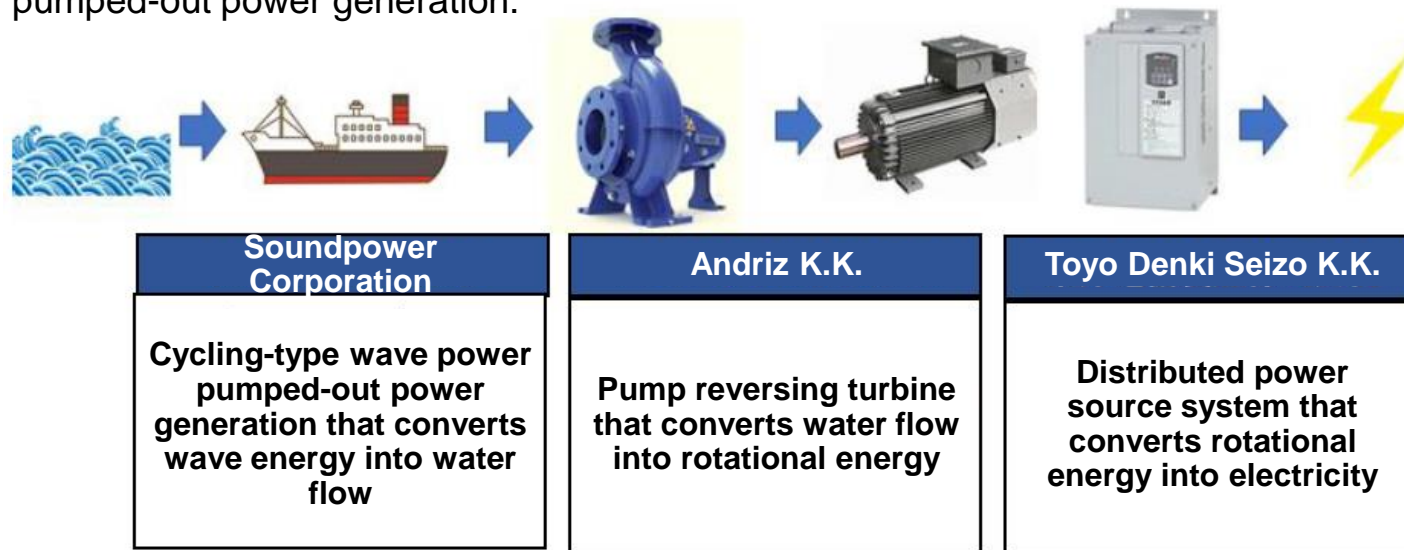 pumped-out power generation.
Soundpower
Corporation
Andriz K.K.
Toyo Denki Seizo K.K.
Cycling-type wave power
pumped-out power
generation that converts
wave energy into water
flow
Pump reversing turbine
that converts water flow
into rotational energy
Distributed power
source system that
converts rotational
energy into electricity